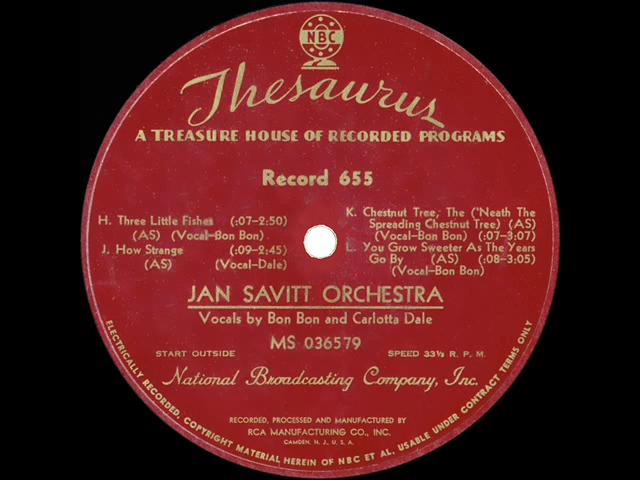 NBC
Thesaurus
A TREASURE HOUSE OF RECORDED PROGRAMS
Record 655
H. Three Little Fishes (:07-2:50)
(AS) (Vocal-Bon Bon)
J. How Strange (:09-2:45)
(AS) (Vocal-Dale)
K. Chestnut Tree, The ('Neath The
Spreading Chestnut Tree) (AS)
(Vocal-Bon Bon) (:07-3:07)
L. You Grow Sweeter As The Years
Go By (AS) (:08-3:05)
(Vocal-Bon Bon)
JAN SAVITT ORCHESTRA
Vocals by Bon Bon and Carlotta Dale
MS 036579
START OUTSIDE
SPEED 33⅓ R. P. M.
National Broadcasting Company, Inc.
RECORDED, PROCESSED AND MANUFACTURED BY
RCA MANUFACTURING CO., INC.
CAMDEN, N. J., U. S. A.
ELECTRICALLY RECORDED, COPYRIGHT MATERIAL HEREIN OF NBC ET AL. USABLE UNDER CONTRACT TERMS ONLY